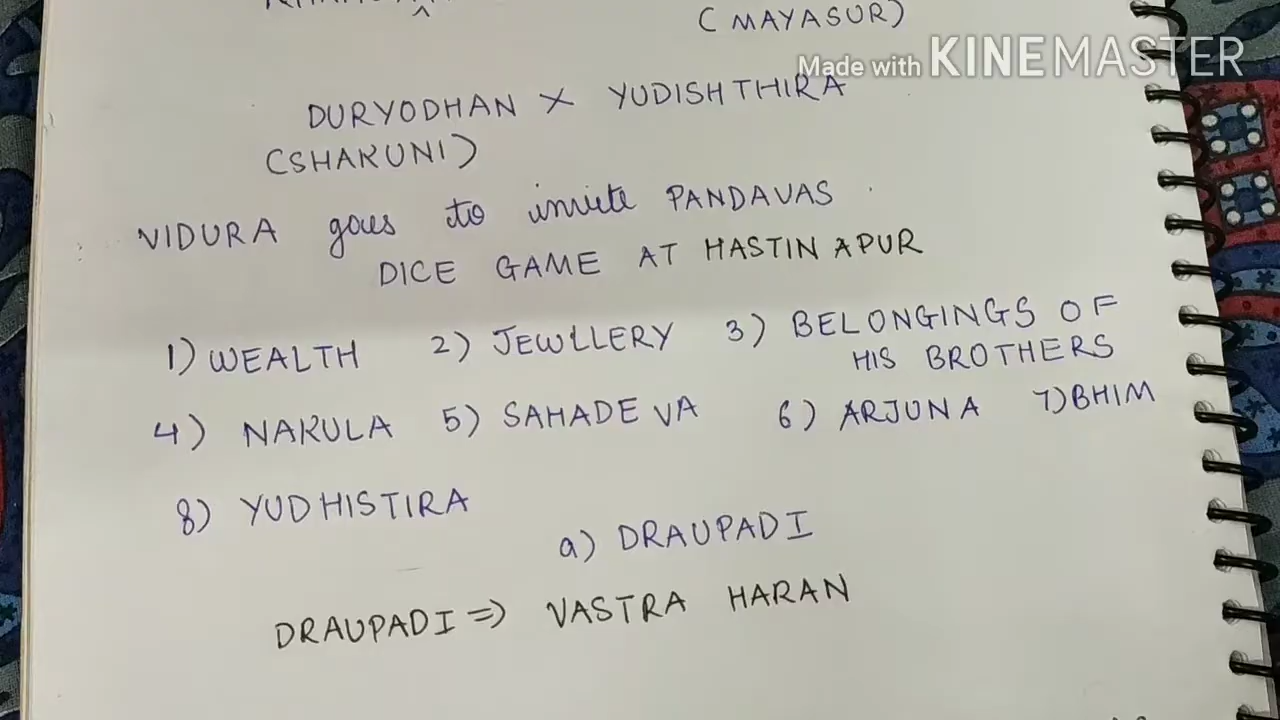 (MAYASUR)
Made with KINEMASTER
DURYODHAN X YUDISHTHIRA
(SHAKUNI)
VIDURA goes to invite PANDAVAS
DICE GAME AT HASTINAPUR
1) WEALTH 2) JEWLLERY 3) BELONGINGS OF
HIS BROTHERS
4) NAKULA 5) SAHADEVA 6) ARJUNA 7) BHIM
8) YUDHISTIRA
a) DRAUPADI
DRAUPADI => VASTRA HARAN